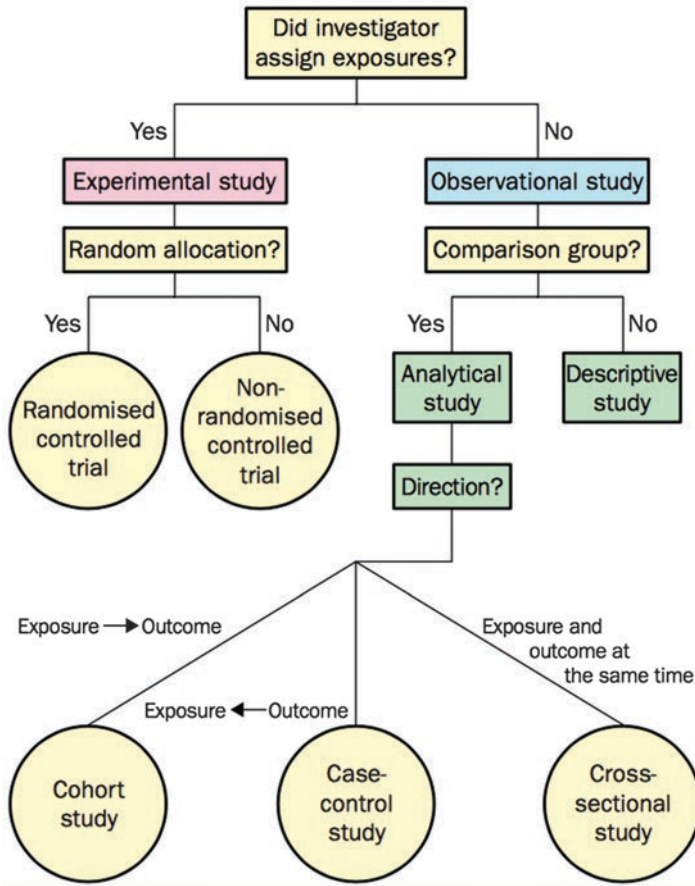 Did investigator
assign exposures?
Yes
No
Experimental study
Observational study
Random allocation?
Comparison group?
Yes
No
Yes
No
Randomised
controlled
trial
Non-
randomised
controlled
trial
Analytical
study
Descriptive
study
Direction?
Exposure → Outcome
Exposure and
outcome at
the same time
Exposure ← Outcome
Cohort
study
Case-
control
study
Cross-
sectional
study